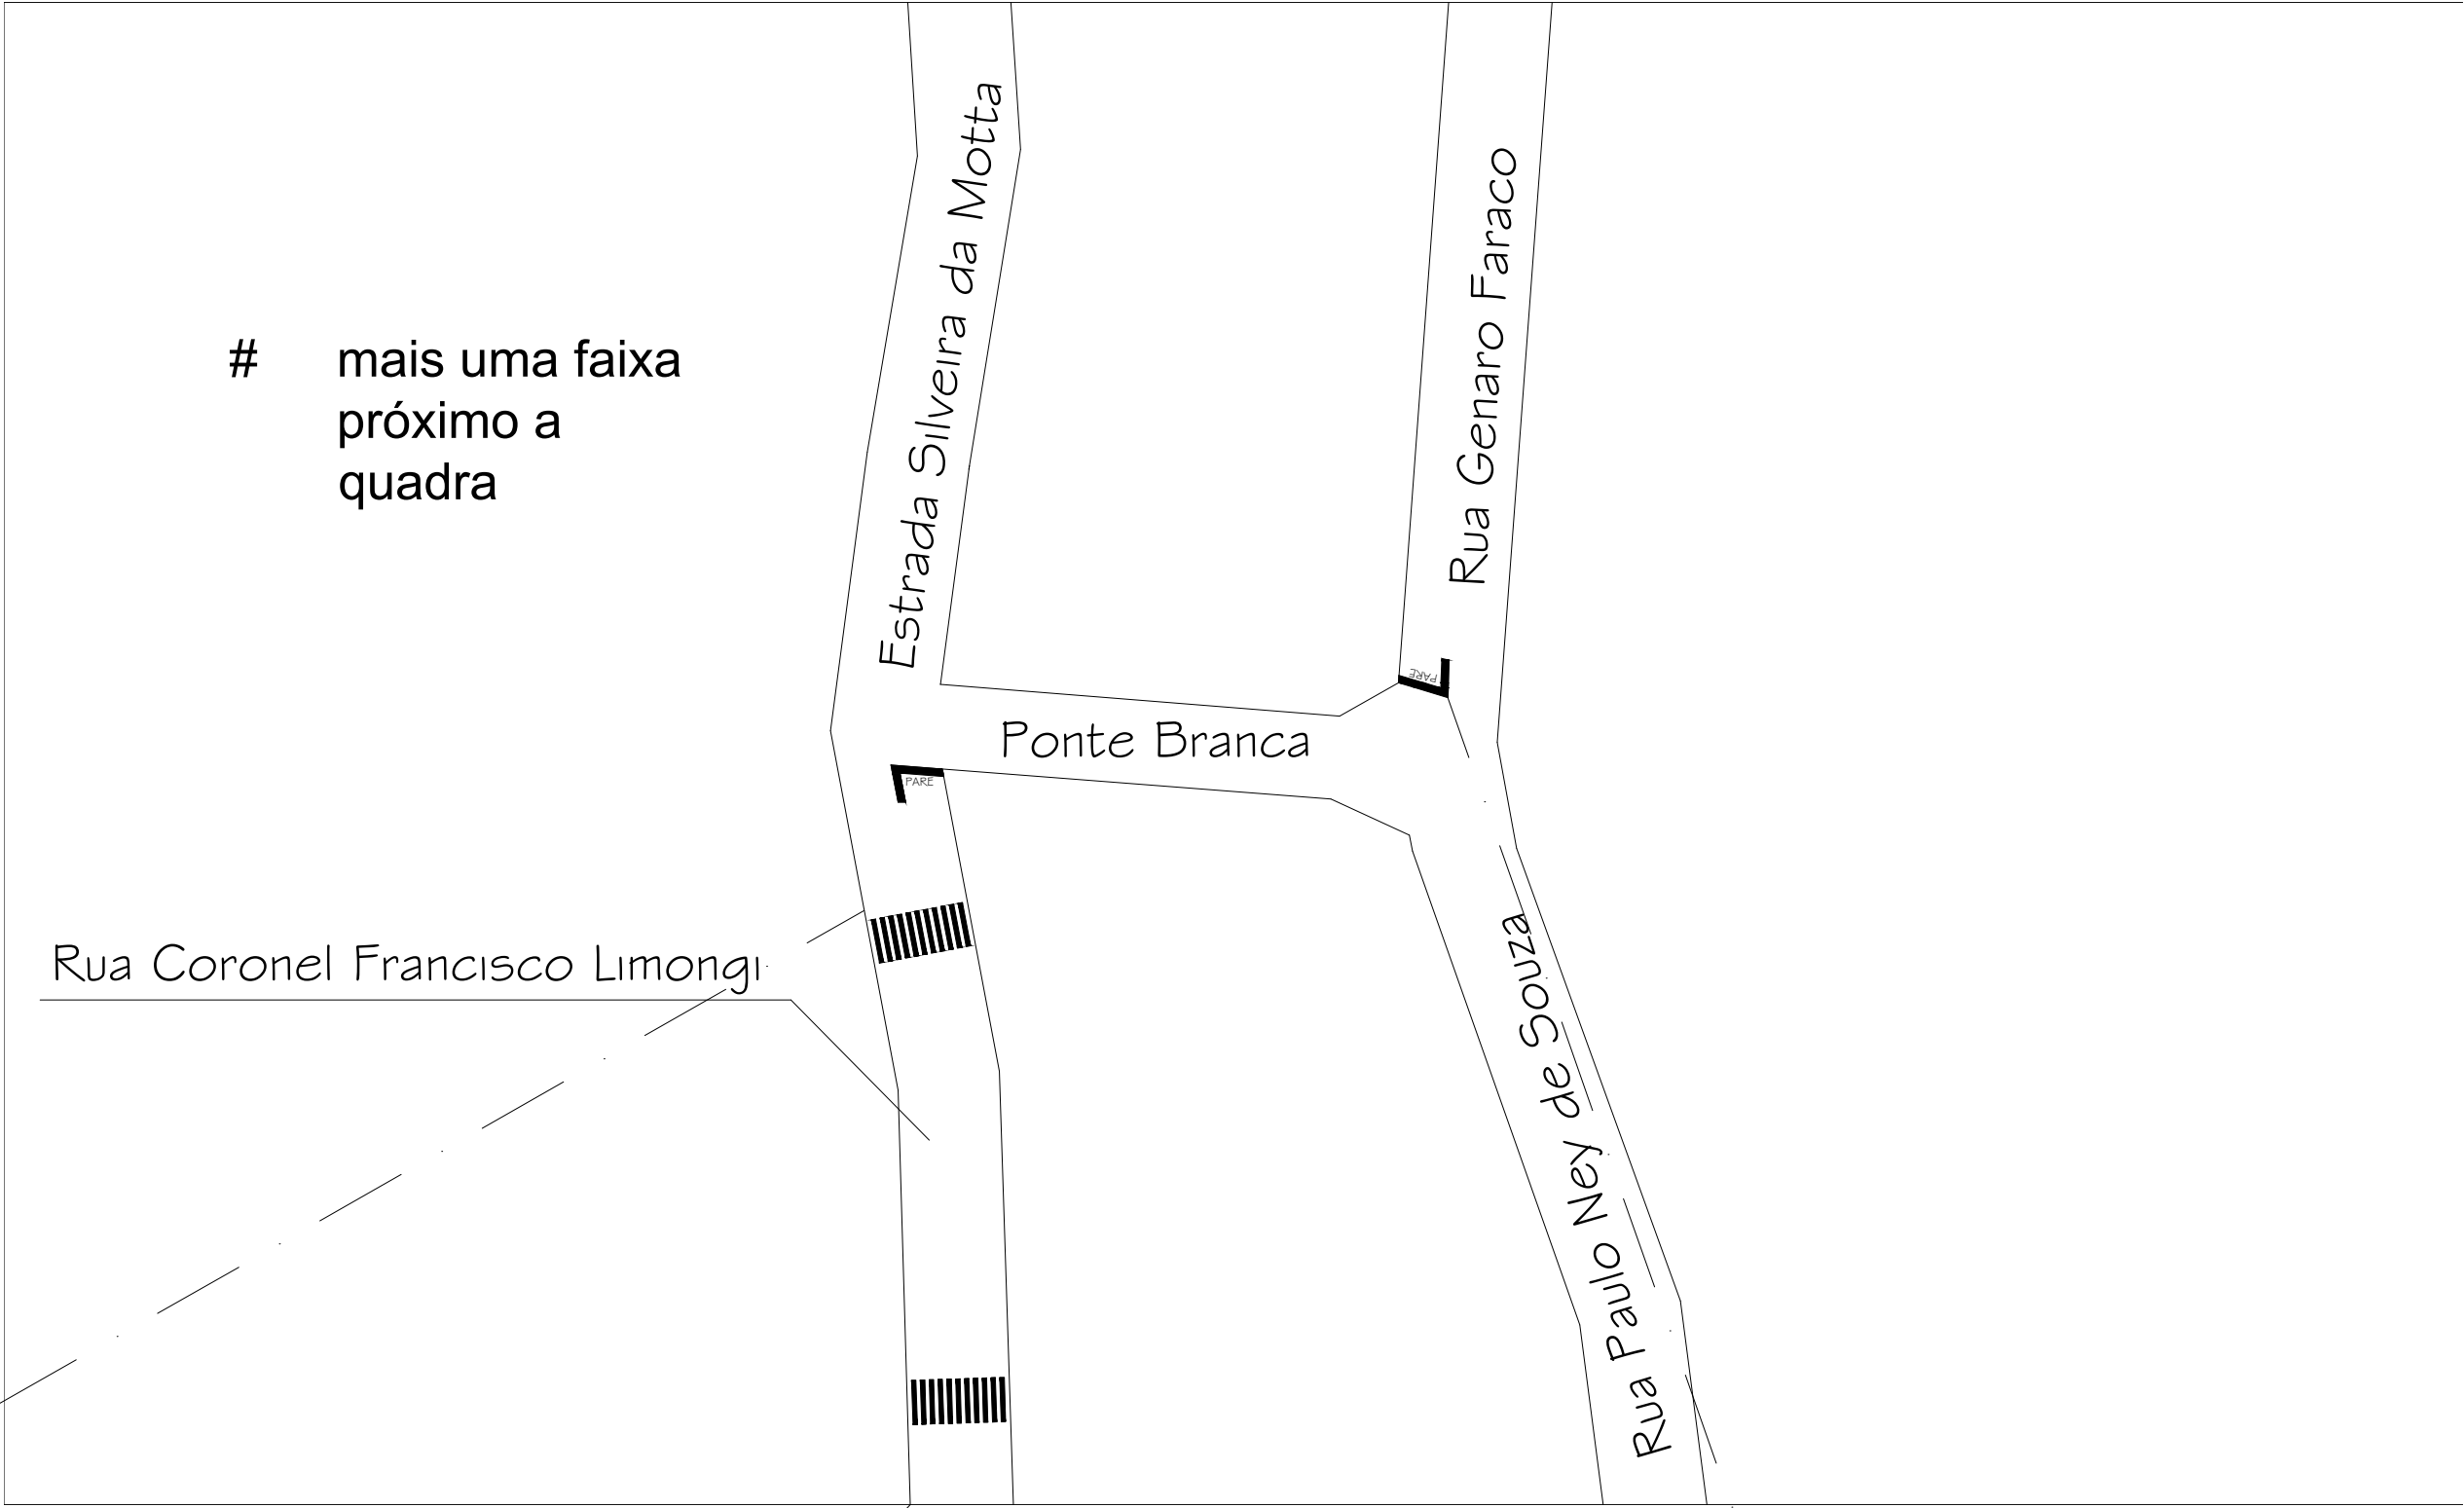 Estrada Silveira da Motta
Rua Genaro Faraco
# mais uma faixa
próximo a
quadra
PARE
Ponte Branca
PARE
Rua Coronel Francisco Limongi
Rua Paulo Ney de Souza